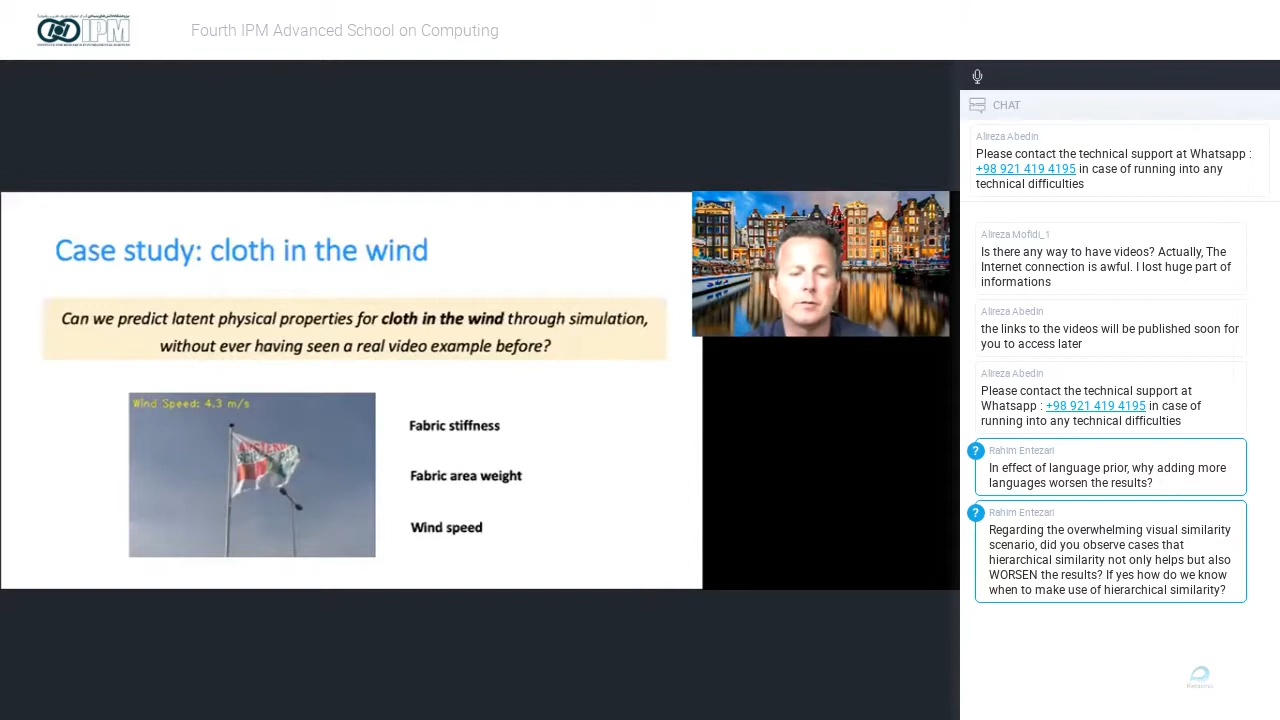 IPM
Fourth IPM Advanced School on Computing
Case study: cloth in the wind
Can we predict latent physical properties for cloth in the wind through simulation,
without ever having seen a real video example before?
Wind Speed: 4.3 m/s
Fabric stiffness
Fabric area weight
Wind speed
CHAT
Alireza Abedin
Please contact the technical support at Whatsapp :
+98 921 419 4195 in case of running into any
technical difficulties
Alireza Mofidi_1
Is there any way to have videos? Actually, The
Internet connection is awful. I lost huge part of
informations
Alireza Abedin
the links to the videos will be published soon for
you to access later
Alireza Abedin
Please contact the technical support at
Whatsapp : +98 921 419 4195 in case of
running into any technical difficulties
?
Rahim Entezari
In effect of language prior, why adding more
languages worsen the results?
?
Rahim Entezari
Regarding the overwhelming visual similarity
scenario, did you observe cases that
hierarchical similarity not only helps but also
WORSEN the results? If yes how do we know
when to make use of hierarchical similarity?